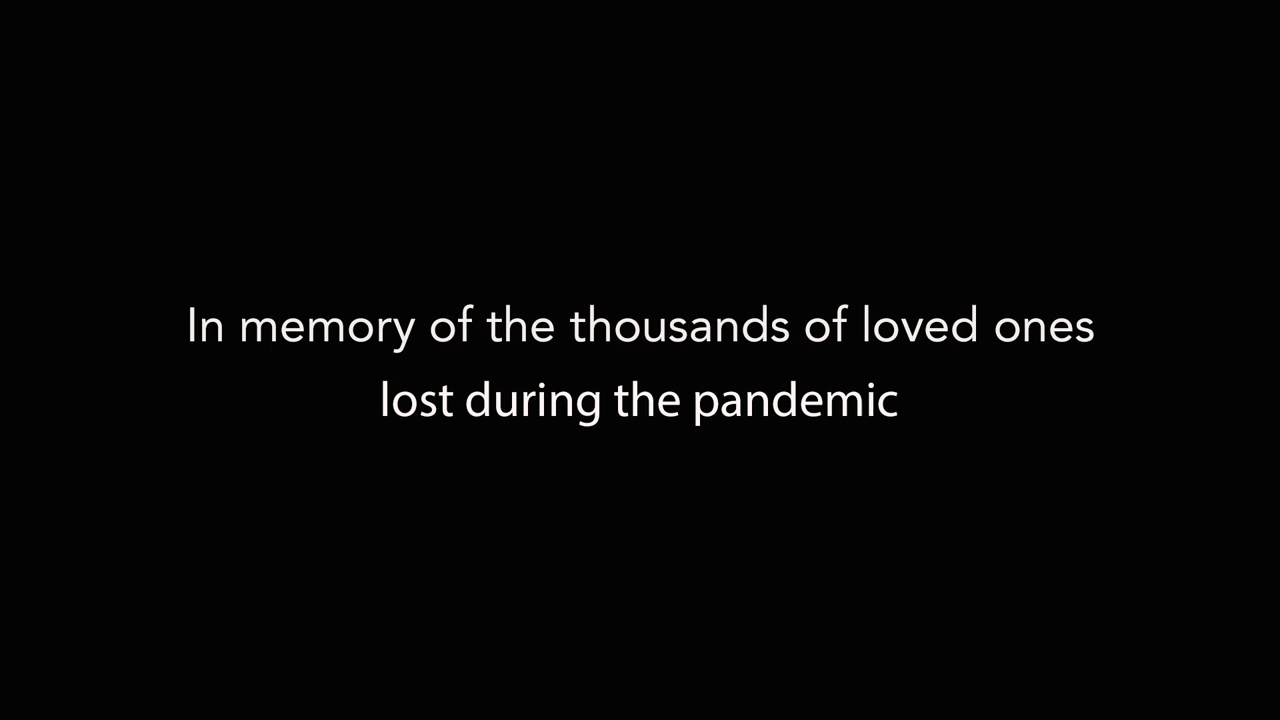 In memory of the thousands of loved ones
lost during the pandemic